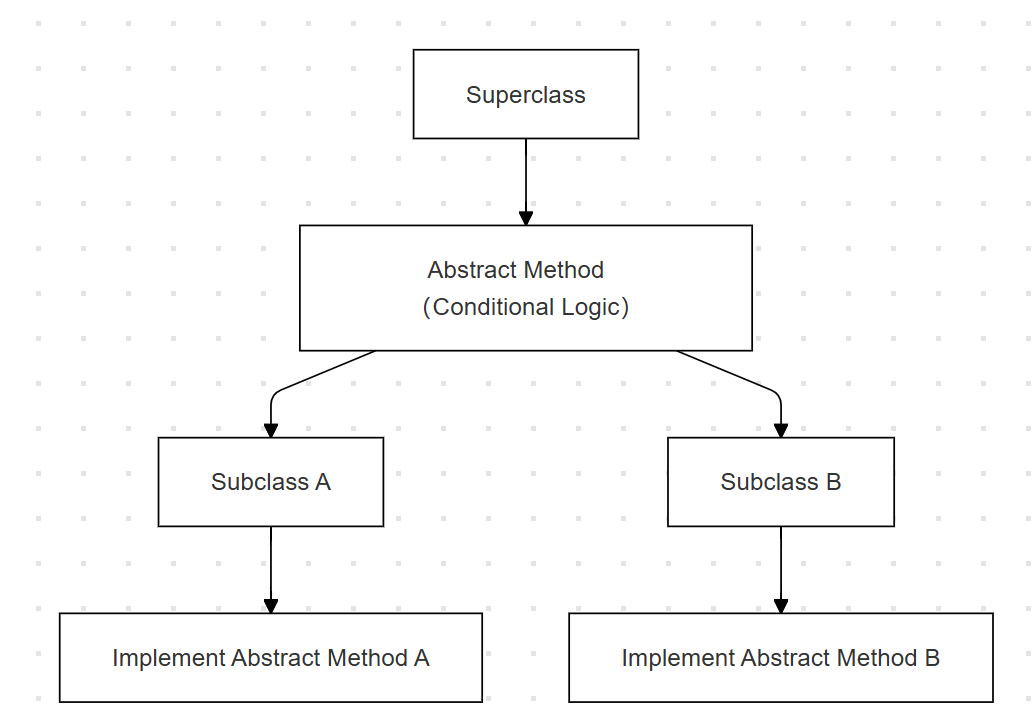 Superclass
Abstract Method
（Conditional Logic）
Subclass A
Subclass B
Implement Abstract Method A
Implement Abstract Method B